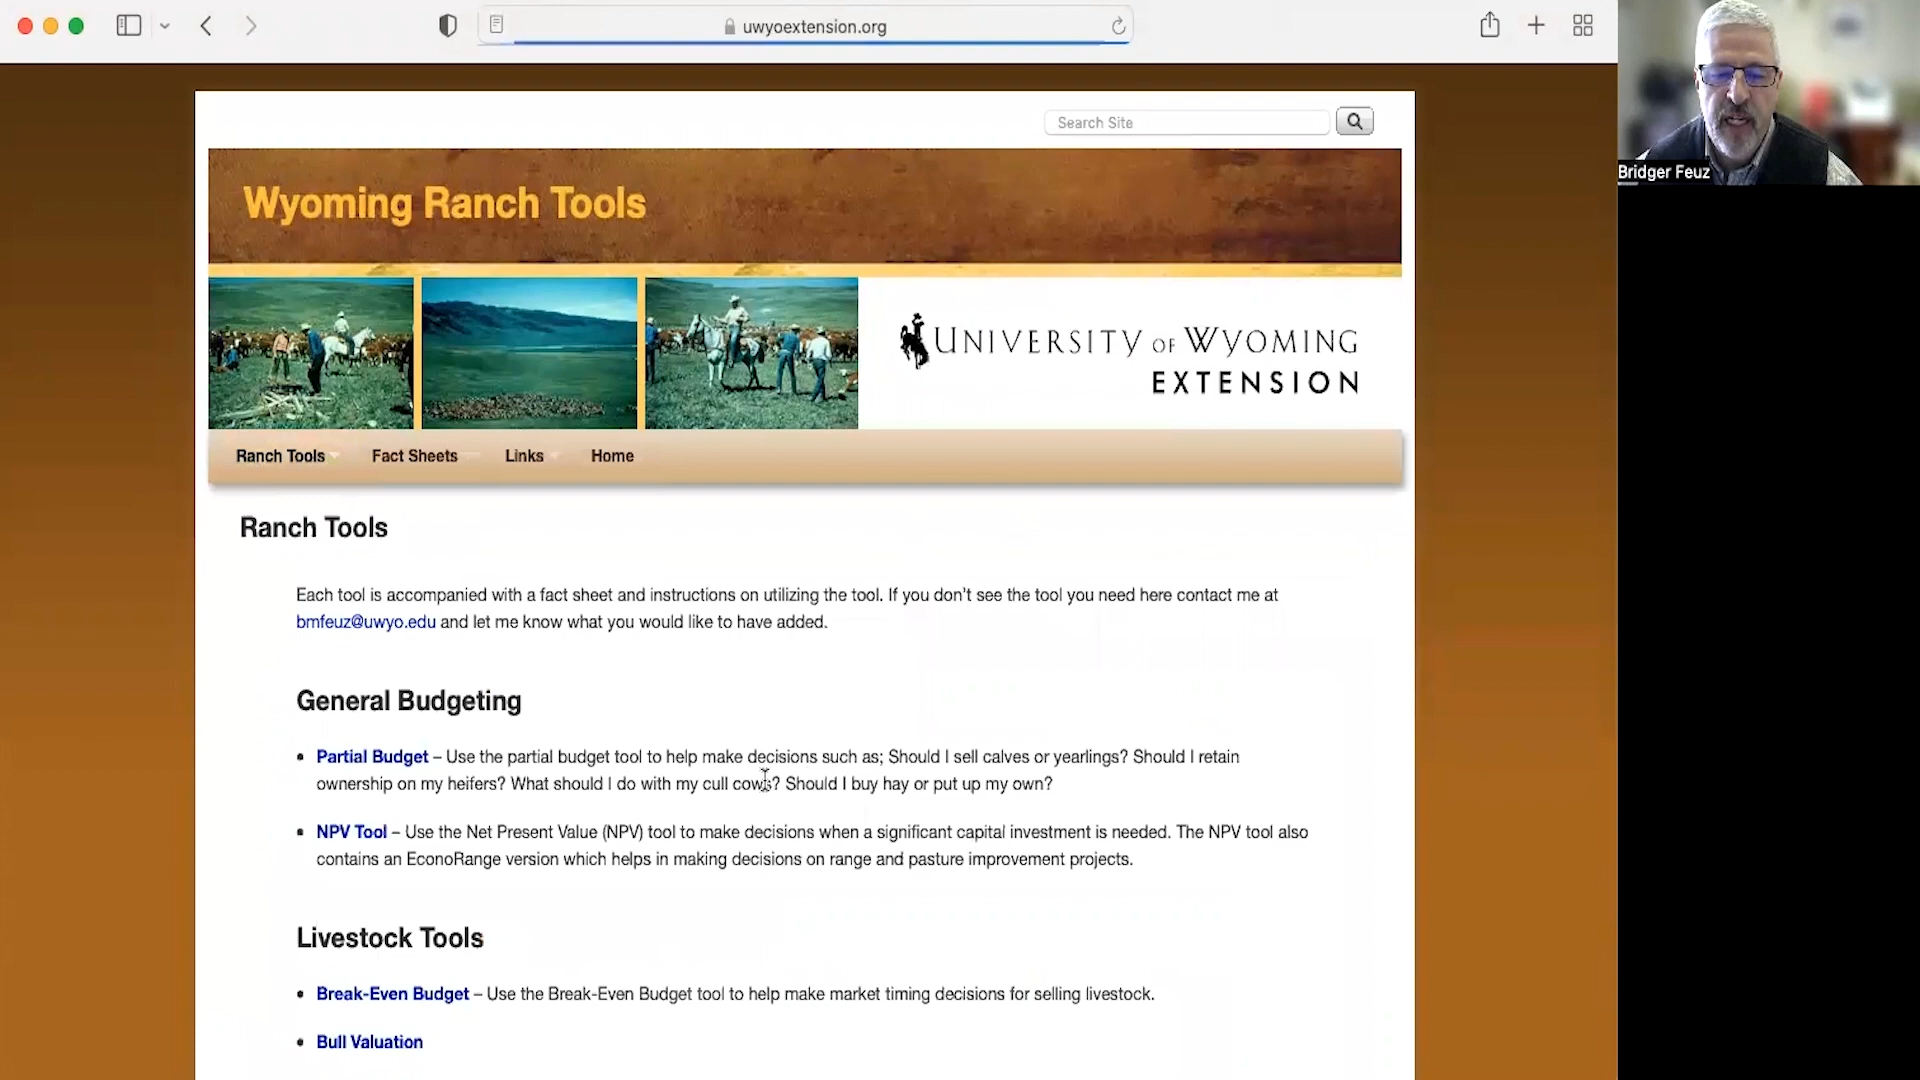 uwyoextension.org
Bridger Feuz
Search Site
Wyoming Ranch Tools
UNIVERSITY OF WYOMING
EXTENSION
Ranch Tools Fact Sheets Links Home
Ranch Tools
Each tool is accompanied with a fact sheet and instructions on utilizing the tool. If you don't see the tool you need here contact me at
bmfeuz@uwyo.edu and let me know what you would like to have added.
General Budgeting
• Partial Budget – Use the partial budget tool to help make decisions such as; Should I sell calves or yearlings? Should I retain
ownership on my heifers? What should I do with my cull cows? Should I buy hay or put up my own?
• NPV Tool – Use the Net Present Value (NPV) tool to make decisions when a significant capital investment is needed. The NPV tool also
contains an EconoRange version which helps in making decisions on range and pasture improvement projects.
Livestock Tools
• Break-Even Budget – Use the Break-Even Budget tool to help make market timing decisions for selling livestock.
• Bull Valuation